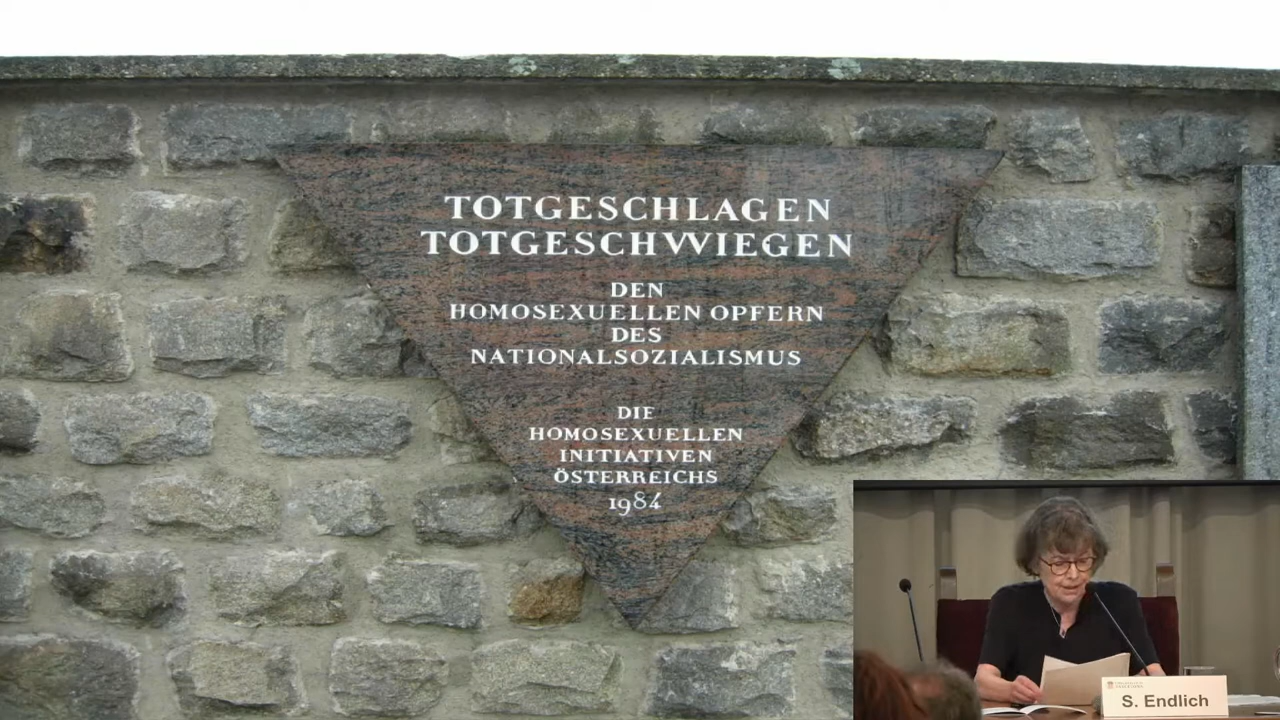 TOTGESCHLAGEN
TOTGESCHWIEGEN
DEN
HOMOSEXUELLEN OPFERN
DES
NATIONALSOZIALISMUS
DIE
HOMOSEXUELLEN
INITIATIVEN
ÖSTERREICHS
1984
S. Endlich